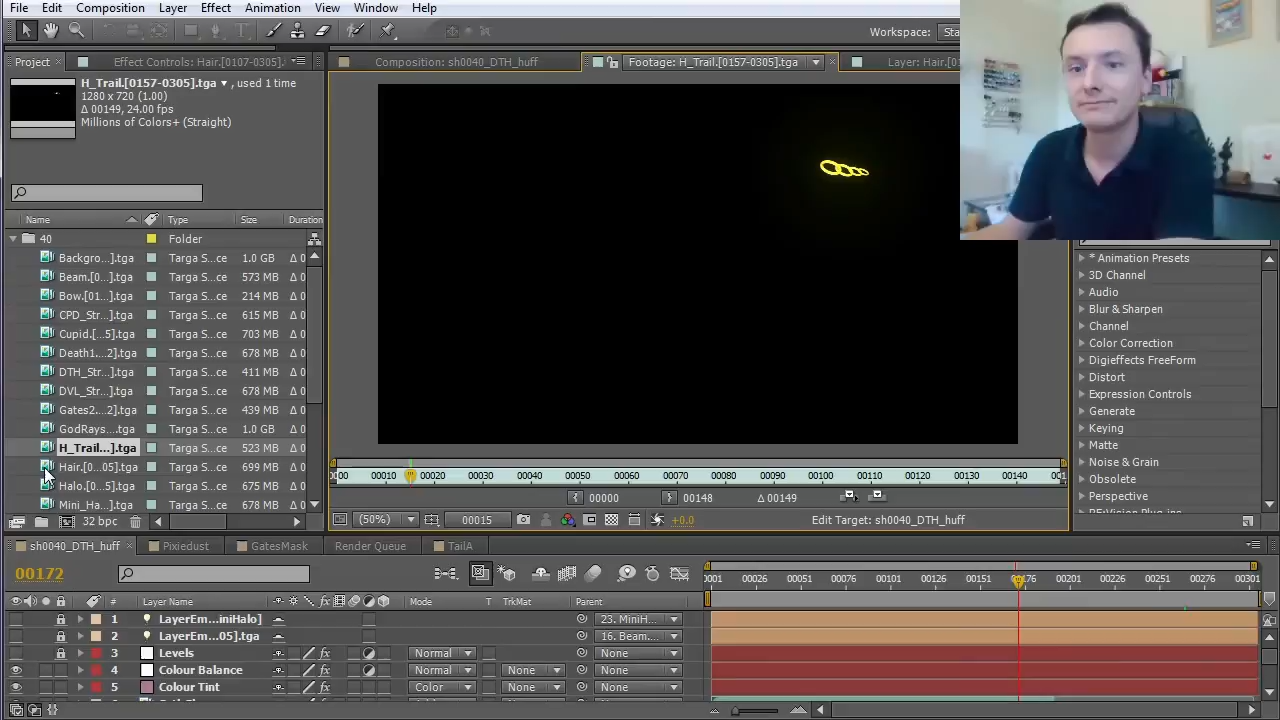 File Edit Composition Layer Effect Animation View Window Help
Workspace: Sta
Project Effect Controls: Hair.[0107-0305]. Composition: sh0040_DTH_huff Footage: H_Trail.[0157-0305].tga Layer: Hair.[01
H_Trail.[0157-0305].tga ▾ , used 1 time
1280 x 720 (1.00)
Δ 00149, 24.00 fps
Millions of Colors+ (Straight)
Name Type Size Duration
40 Folder
Backgro...].tga Targa S...ce 1.0 GB Δ 0
Beam.[0...].tga Targa S...ce 573 MB Δ 0
Bow.[01...].tga Targa S...ce 214 MB Δ 0
CPD_Str...].tga Targa S...ce 615 MB Δ 0
Cupid.[...5].tga Targa S...ce 703 MB Δ 0
Death1....2].tga Targa S...ce 678 MB Δ 0
DTH_Str...].tga Targa S...ce 411 MB Δ 0
DVL_Str...].tga Targa S...ce 678 MB Δ 0
Gates2....2].tga Targa S...ce 439 MB Δ 0
GodRays....tga Targa S...ce 1.0 GB Δ 0
H_Trail...].tga Targa S...ce 523 MB Δ 0
Hair.[0...05].tga Targa S...ce 699 MB Δ 0
Halo.[0...5].tga Targa S...ce 675 MB Δ 0
Mini_Ha...].tga Targa S...ce 678 MB Δ 0
32 bpc
* Animation Presets
3D Channel
Audio
Blur & Sharpen
Channel
Color Correction
Digieffects FreeForm
Distort
Expression Controls
Generate
Keying
Matte
Noise & Grain
Obsolete
Perspective
00010 00020 00030 00040 00050 00060 00070 00080 00090 00100 00110 00120 00130 00140
00000 00148 Δ 00149
(50%) 00015 +0.0 Edit Target: sh0040_DTH_huff
sh0040_DTH_huff Pixiedust GatesMask Render Queue TailA
00172
0001 00026 00051 00076 00101 00126 00151 00201 00226 00251 00301
# Layer Name Mode T TrkMat Parent
1 LayerEm...iniHalo] 23. MiniH...
2 LayerEm...05].tga 16. Beam....
3 Levels Normal None
4 Colour Balance Normal None None
5 Colour Tint Color None None